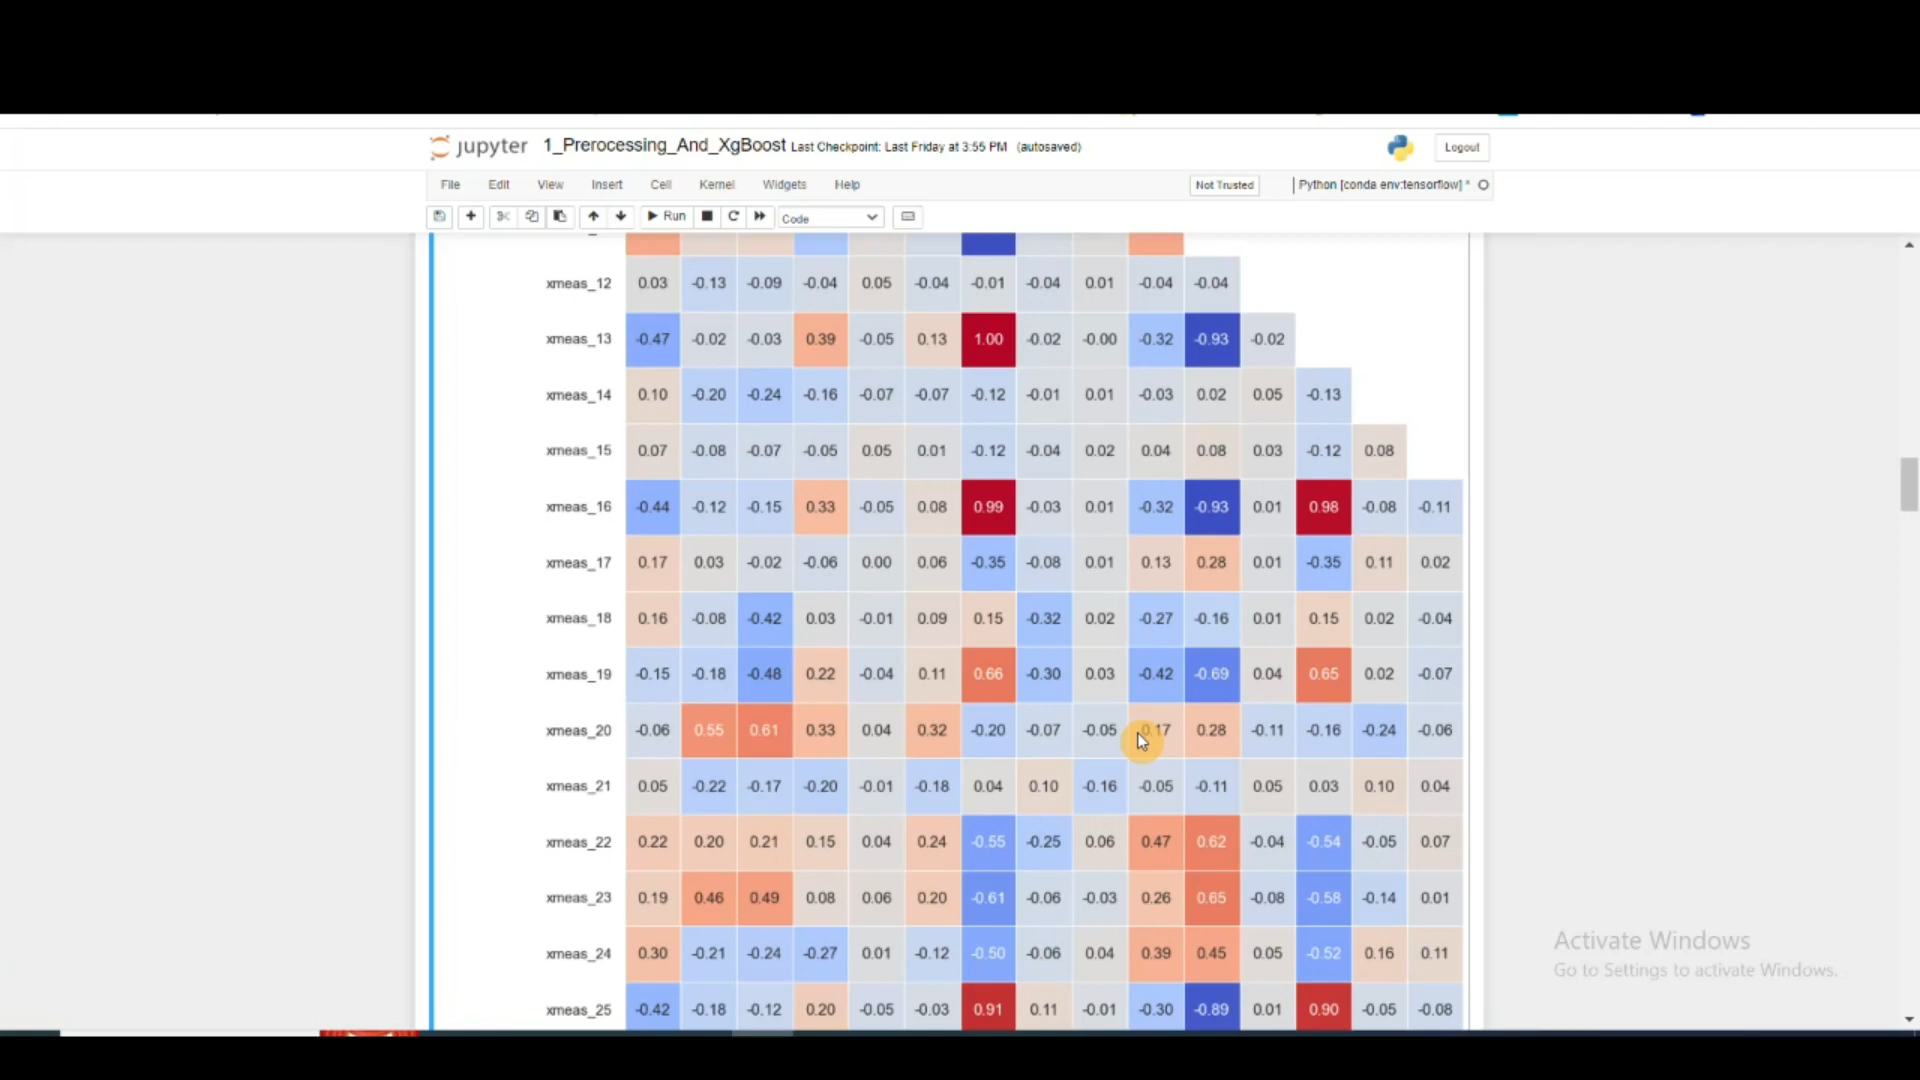 jupyter 1_Prerocessing_And_XgBoost Last Checkpoint: Last Friday at 3:55 PM (autosaved) Logout
File Edit View Insert Cell Kernel Widgets Help Not Trusted Python [conda env:tensorflow] *
Run Code
xmeas_12 0.03 -0.13 -0.09 -0.04 0.05 -0.04 -0.01 -0.04 0.01 -0.04 -0.04
xmeas_13 -0.47 -0.02 -0.03 0.39 -0.05 0.13 1.00 -0.02 -0.00 -0.32 -0.93 -0.02
xmeas_14 0.10 -0.20 -0.24 -0.16 -0.07 -0.07 -0.12 -0.01 0.01 -0.03 0.02 0.05 -0.13
xmeas_15 0.07 -0.08 -0.07 -0.05 0.05 0.01 -0.12 -0.04 0.02 0.04 0.08 0.03 -0.12 0.08
xmeas_16 -0.44 -0.12 -0.15 0.33 -0.05 0.08 0.99 -0.03 0.01 -0.32 -0.93 0.01 0.98 -0.08 -0.11
xmeas_17 0.17 0.03 -0.02 -0.06 0.00 0.06 -0.35 -0.08 0.01 0.13 0.28 0.01 -0.35 0.11 0.02
xmeas_18 0.16 -0.08 -0.42 0.03 -0.01 0.09 0.15 -0.32 0.02 -0.27 -0.16 0.01 0.15 0.02 -0.04
xmeas_19 -0.15 -0.18 -0.48 0.22 -0.04 0.11 0.66 -0.30 0.03 -0.42 -0.69 0.04 0.65 0.02 -0.07
xmeas_20 -0.06 0.55 0.61 0.33 0.04 0.32 -0.20 -0.07 -0.05 0.17 0.28 -0.11 -0.16 -0.24 -0.06
xmeas_21 0.05 -0.22 -0.17 -0.20 -0.01 -0.18 0.04 0.10 -0.16 -0.05 -0.11 0.05 0.03 0.10 0.04
xmeas_22 0.22 0.20 0.21 0.15 0.04 0.24 -0.55 -0.25 0.06 0.47 0.62 -0.04 -0.54 -0.05 0.07
xmeas_23 0.19 0.46 0.49 0.08 0.06 0.20 -0.61 -0.06 -0.03 0.26 0.65 -0.08 -0.58 -0.14 0.01
xmeas_24 0.30 -0.21 -0.24 -0.27 0.01 -0.12 -0.50 -0.06 0.04 0.39 0.45 0.05 -0.52 0.16 0.11
xmeas_25 -0.42 -0.18 -0.12 0.20 -0.05 -0.03 0.91 0.11 -0.01 -0.30 -0.89 0.01 0.90 -0.05 -0.08
Activate Windows
Go to Settings to activate Windows.